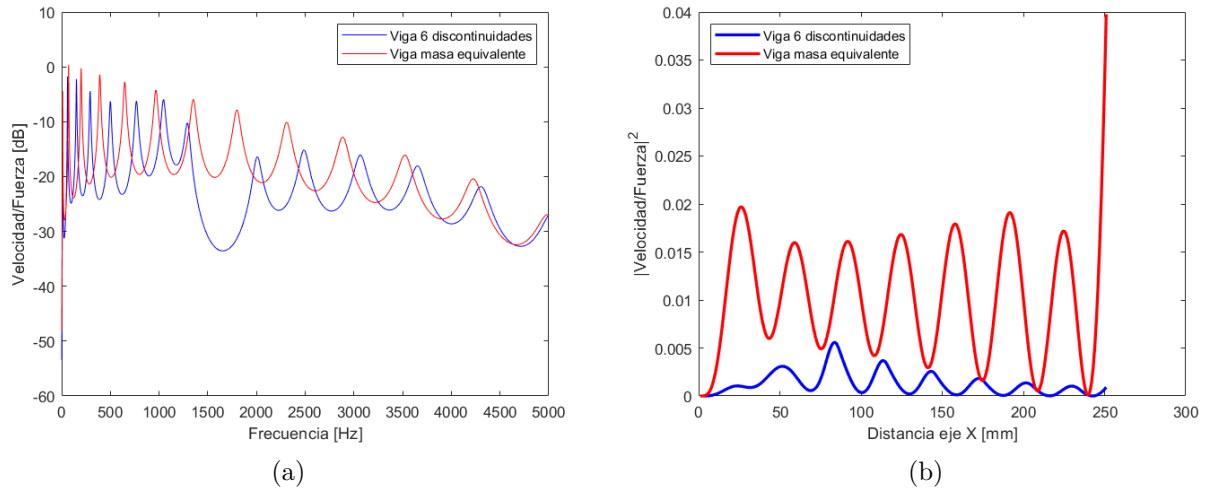 10
0
-10
-20
-30
-40
-50
-60
Velocidad/Fuerza [dB]
Viga 6 discontinuidades
Viga masa equivalente
0 500 1000 1500 2000 2500 3000 3500 4000 4500 5000
Frecuencia [Hz]
(a)
0.04
0.035
0.03
0.025
0.02
0.015
0.01
0.005
0
|Velocidad/Fuerza|²
Viga 6 discontinuidades
Viga masa equivalente
0 50 100 150 200 250 300
Distancia eje X [mm]
(b)